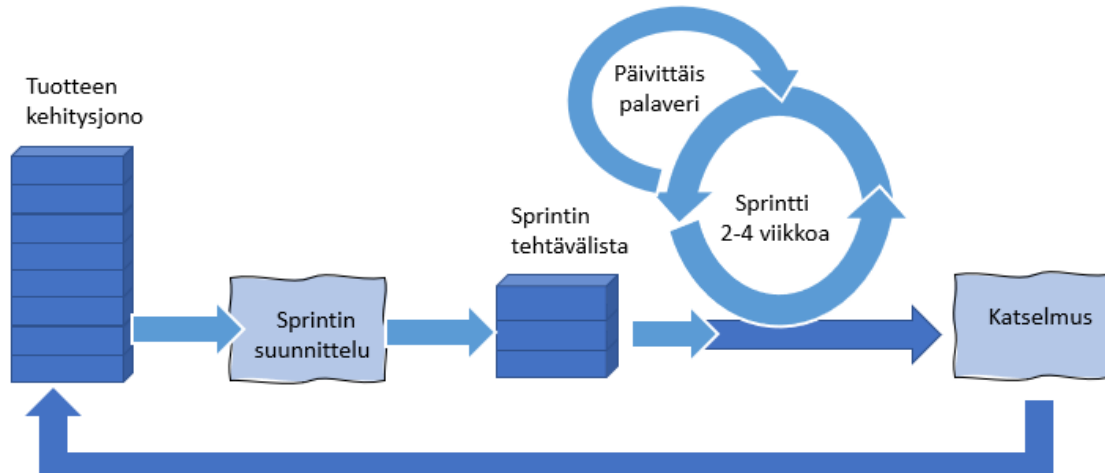 Tuotteen
kehitysjono
Sprintin
suunnittelu
Sprintin
tehtävälista
Päivittäis
palaveri
Sprintti
2-4 viikkoa
Katselmus